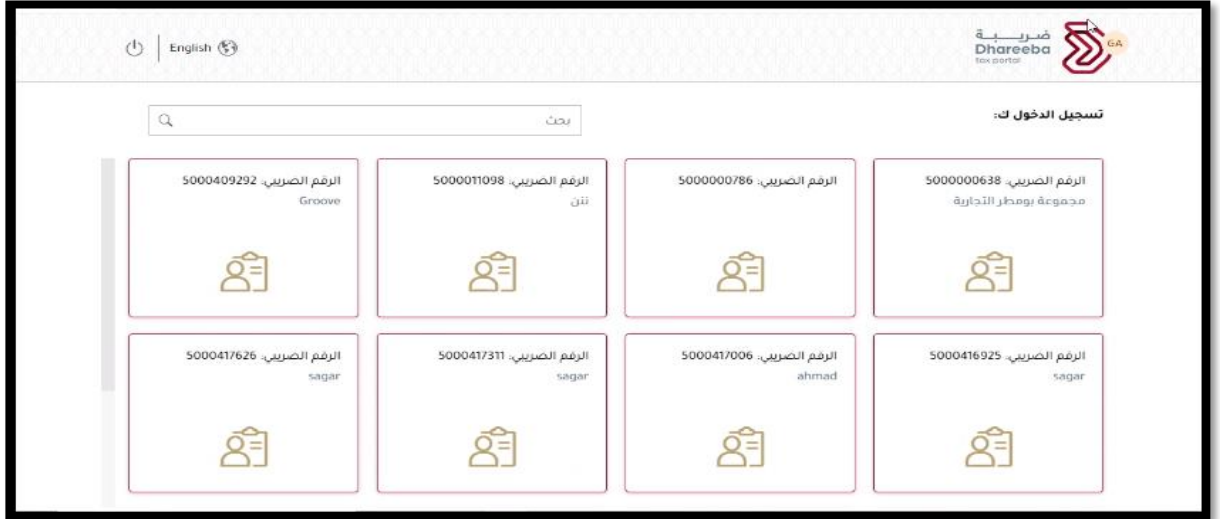 ضريبة
Dhareeba
tax portal
GA
English
تسجيل الدخول ك:
بحث
الرقم الضريبي: 5000000638
مجموعة بومطر التجارية
الرقم الضريبي: 5000000786
الرقم الضريبي: 5000011098
نتن
الرقم الضريبي: 5000409292
Groove
الرقم الضريبي: 5000416925
sagar
الرقم الضريبي: 5000417006
ahmad
الرقم الضريبي: 5000417311
sagar
الرقم الضريبي: 5000417626
sagar